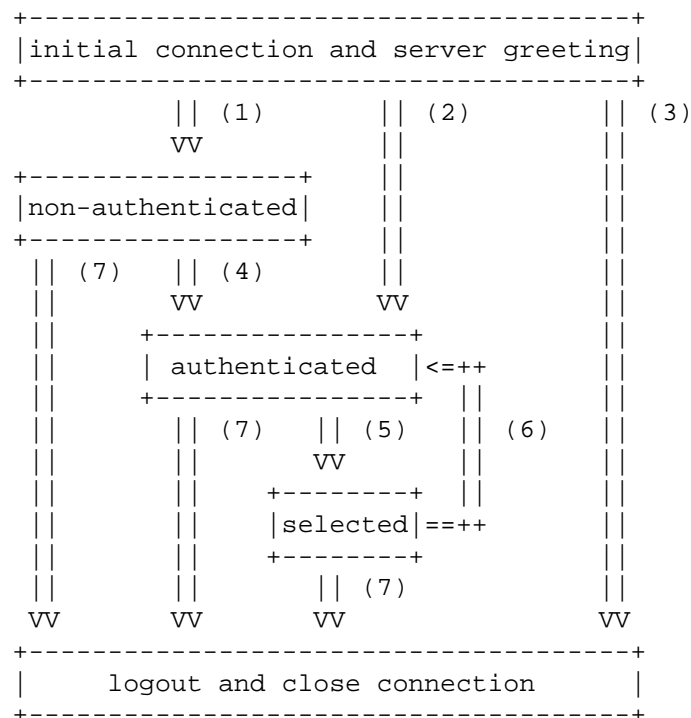 initial connection and server greeting
(1) (2) (3)
non-authenticated
(7) (4)
authenticated
(7) (5) (6)
selected
(7)
logout and close connection